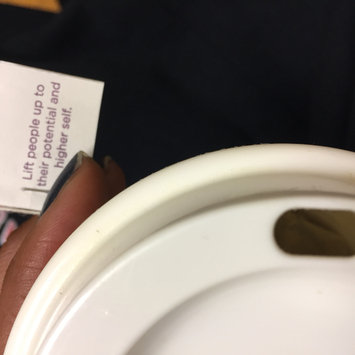 Lift people up to
their potential and
higher self.